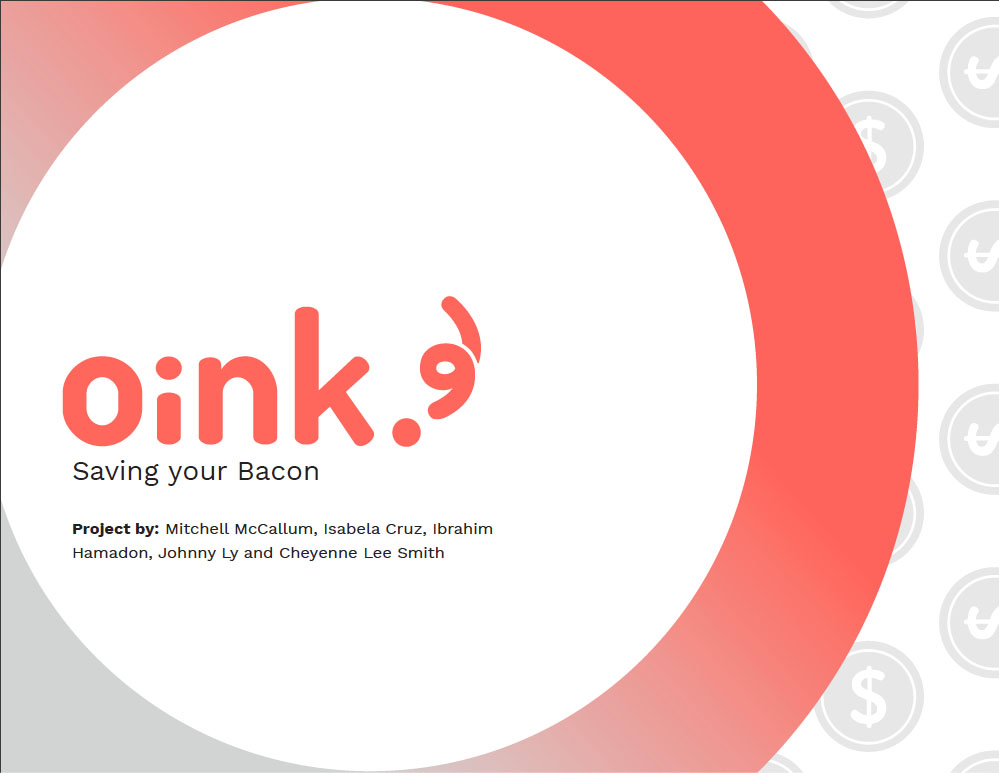 oink.
Saving your Bacon
Project by: Mitchell McCallum, Isabela Cruz, Ibrahim
Hamadon, Johnny Ly and Cheyenne Lee Smith
$
$